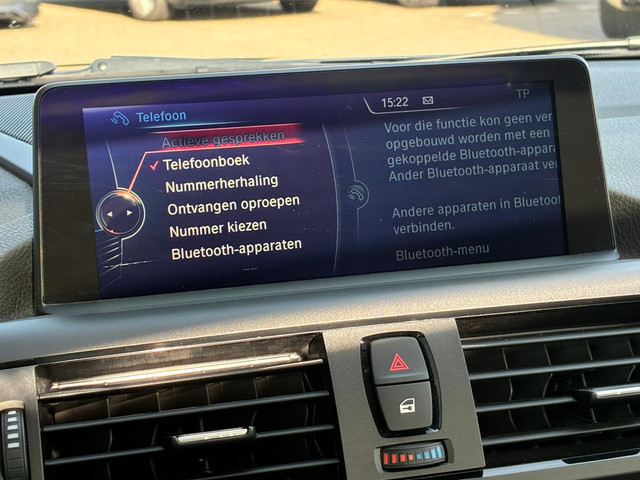 Telefoon
15:22
TP
Actieve gesprekken
Telefoonboek
Nummerherhaling
Ontvangen oproepen
Nummer kiezen
Bluetooth-apparaten
Voor die functie kon geen ver
opgebouwd worden met een
gekoppelde Bluetooth-appara
Ander Bluetooth-apparaat ve
Andere apparaten in Bluetoot
verbinden.
Bluetooth-menu